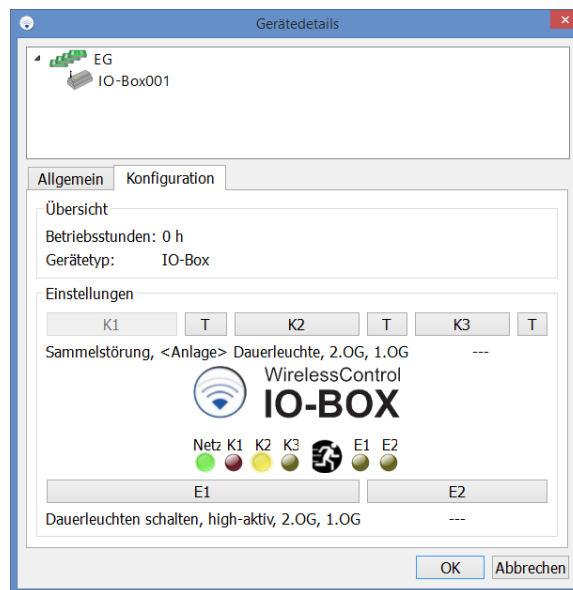 Gerätedetails
EG
IO-Box001
Allgemein Konfiguration
Übersicht
Betriebsstunden: 0 h
Gerätetyp: IO-Box
Einstellungen
K1 T K2 T K3 T
Sammelstörung, <Anlage> Dauerleuchte, 2.OG, 1.OG ---
WirelessControl
IO-BOX
Netz K1 K2 K3 E1 E2
E1 E2
Dauerleuchten schalten, high-aktiv, 2.OG, 1.OG ---
OK Abbrechen